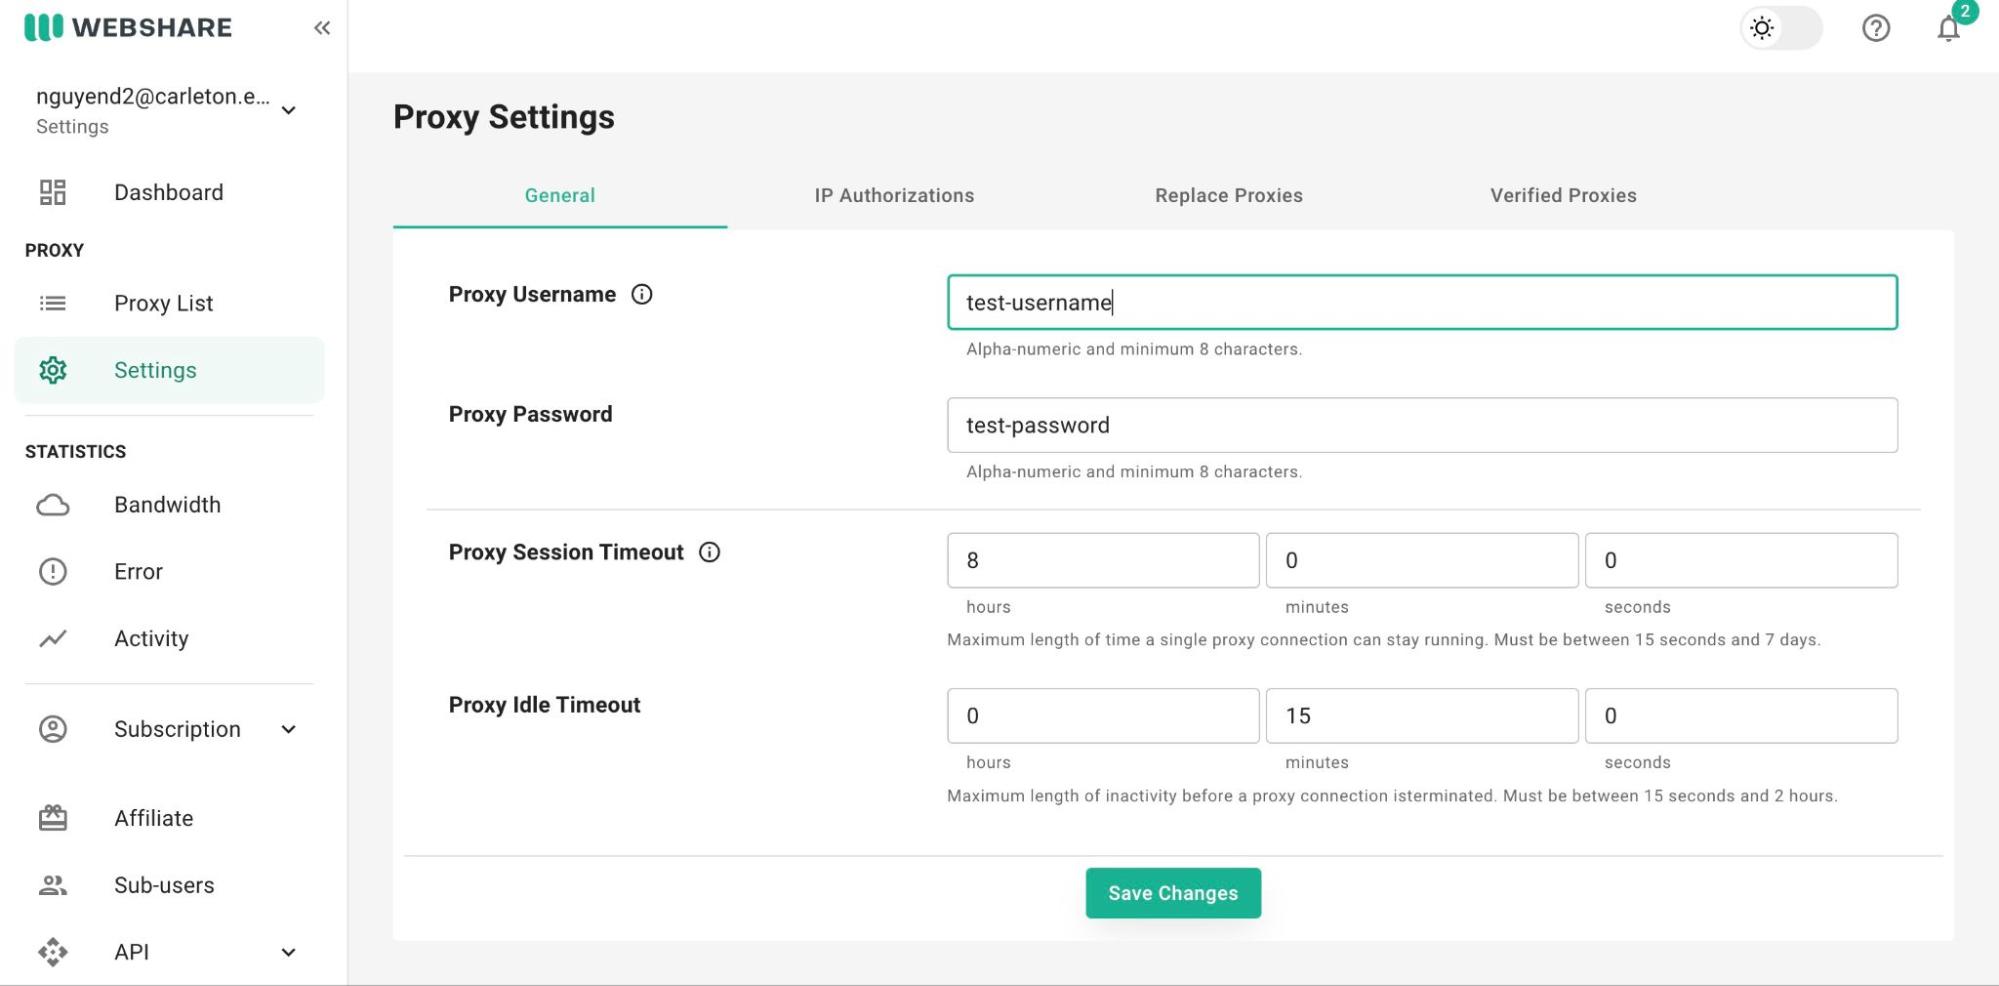 WEBSHARE
2
nguyend2@carleton.e...
Settings
Dashboard
PROXY
Proxy List
Settings
STATISTICS
Bandwidth
Error
Activity
Subscription
Affiliate
Sub-users
API
Proxy Settings
General
IP Authorizations
Replace Proxies
Verified Proxies
Proxy Username
test-username
Alpha-numeric and minimum 8 characters.
Proxy Password
test-password
Alpha-numeric and minimum 8 characters.
Proxy Session Timeout
8
0
0
hours
minutes
seconds
Maximum length of time a single proxy connection can stay running. Must be between 15 seconds and 7 days.
Proxy Idle Timeout
0
15
0
hours
minutes
seconds
Maximum length of inactivity before a proxy connection isterminated. Must be between 15 seconds and 2 hours.
Save Changes